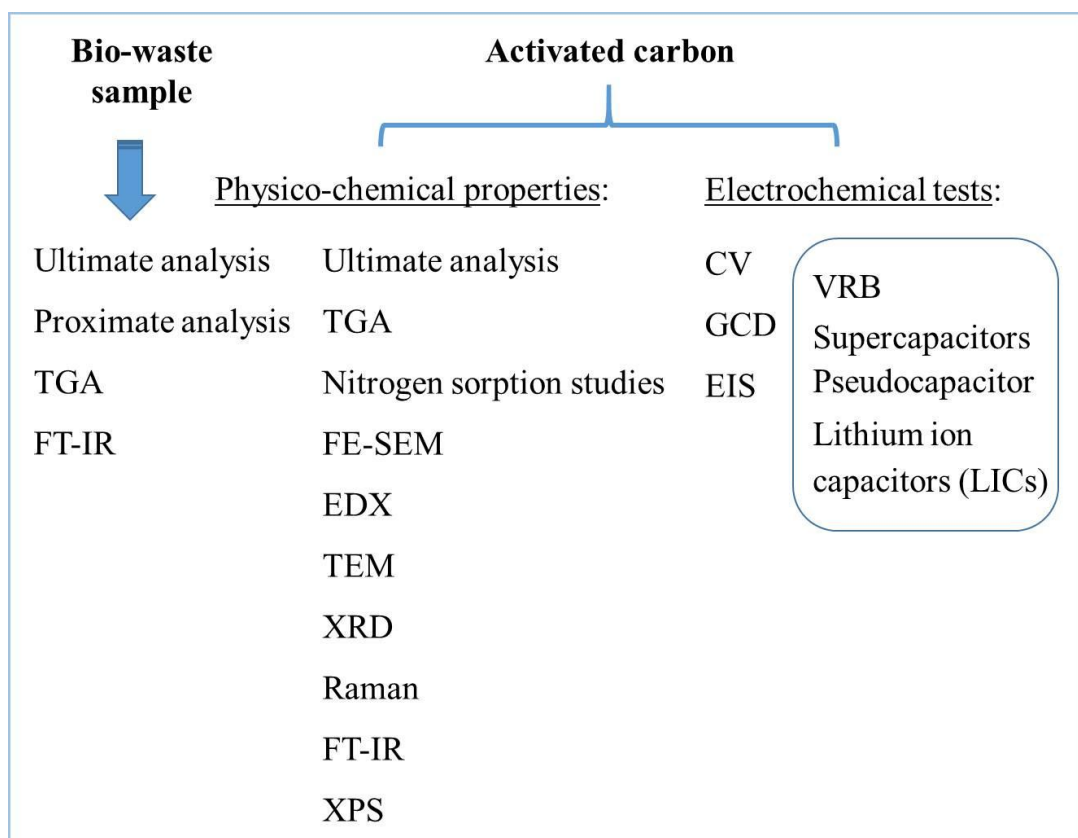 Bio-waste
sample
Activated carbon
Physico-chemical properties:
Electrochemical tests:
Ultimate analysis
Proximate analysis
TGA
FT-IR
Ultimate analysis
TGA
Nitrogen sorption studies
FE-SEM
EDX
TEM
XRD
Raman
FT-IR
XPS
CV
GCD
EIS
VRB
Supercapacitors
Pseudocapacitor
Lithium ion
capacitors (LICs)